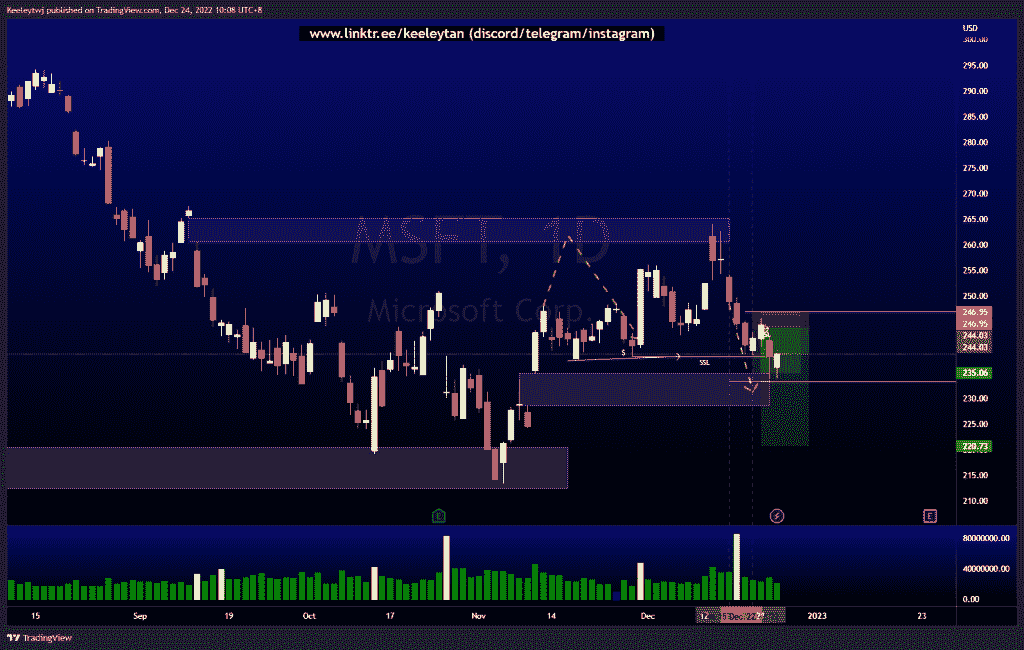 Keeleytwj published on TradingView.com, Dec 24, 2022 10:08 UTC+8
www.linktr.ee/keeleytan (discord/telegram/instagram)
USD
300.00
295.00
290.00
285.00
280.00
275.00
270.00
265.00
260.00
255.00
250.00
246.95
246.95
244.03
244.03
235.06
230.00
225.00
220.73
215.00
210.00
MSFT, 1D
Microsoft Corp.
$
SSL
E
E
80000000.00
40000000.00
0.00
15
Sep
19
Oct
17
Nov
14
Dec
12
Dec'22
2023
23
TradingView